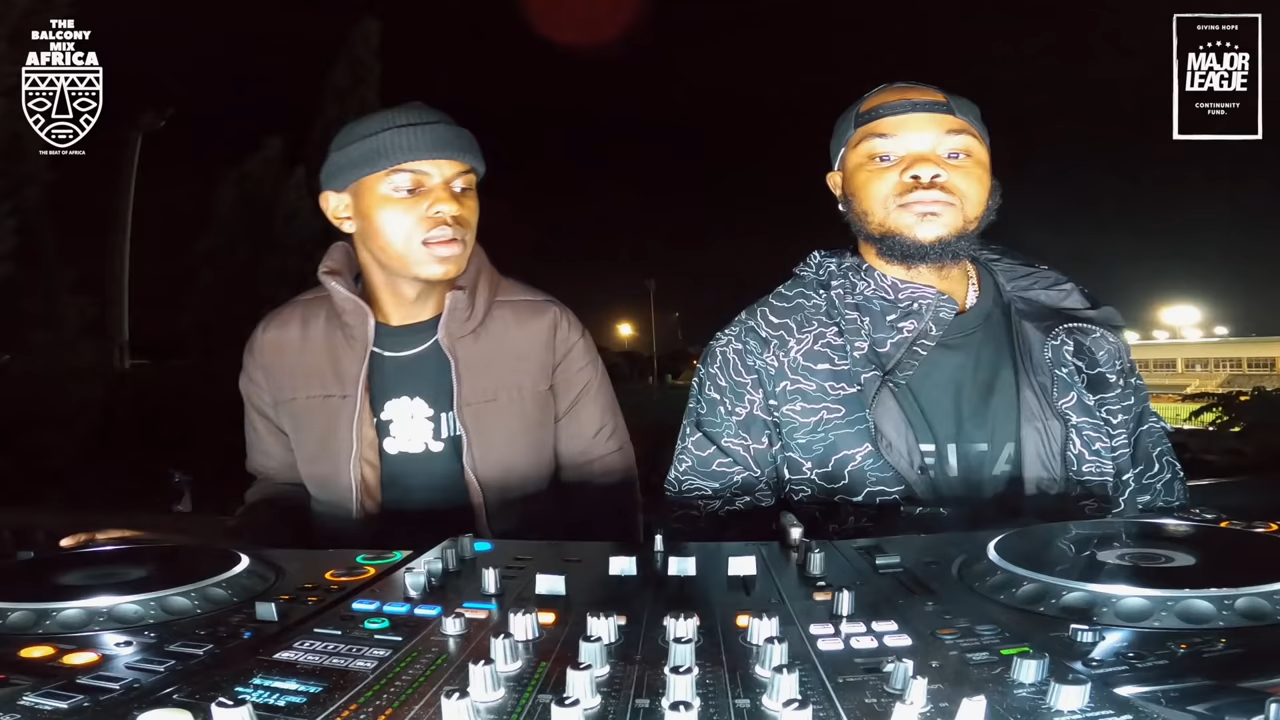 THE
BALCONY
MIX
AFRICA
THE BEAT OF AFRICA
GIVING HOPE
MAJOR
LEAGUE
CONTINUNITY
FUND.